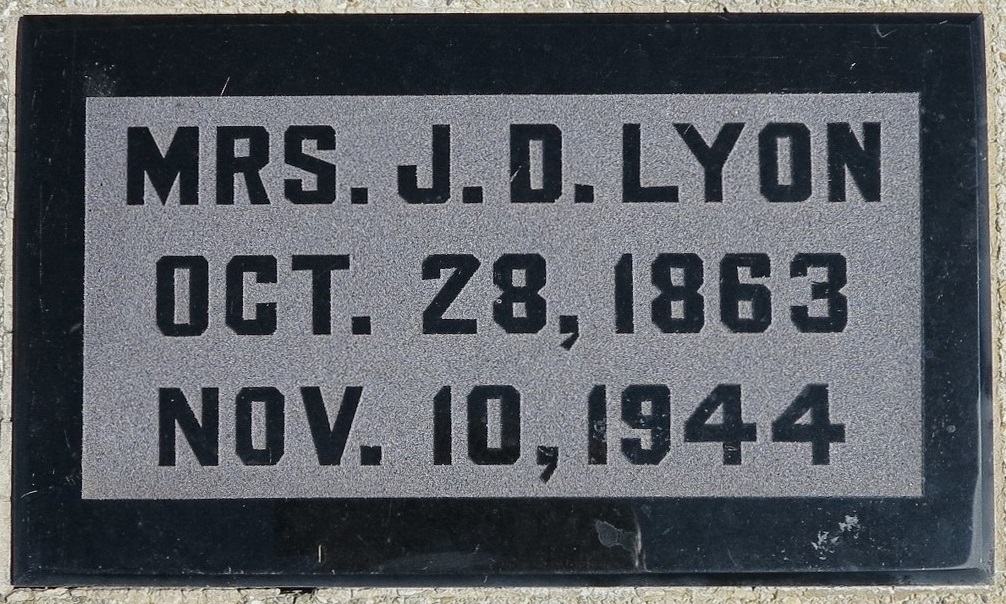 MRS. J. D. LYON
OCT. 28, 1863
NOV. 10, 1944